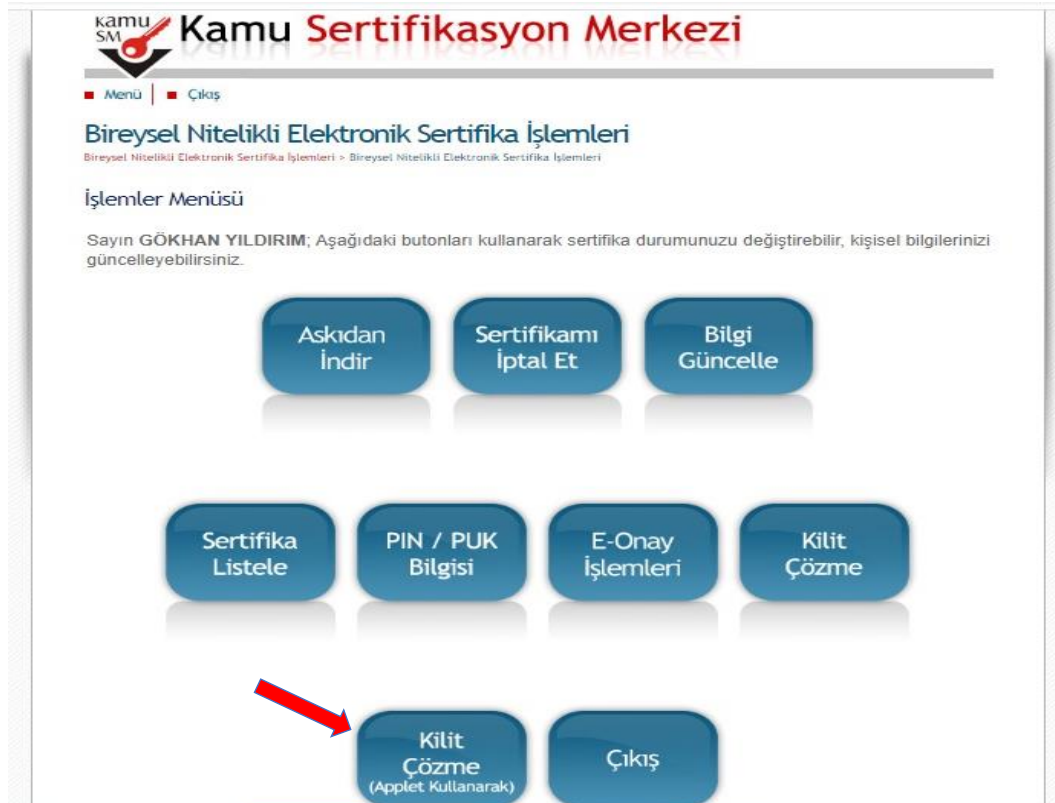 Kamu
SM
Kamu Sertifikasyon Merkezi
Menü
Çıkış
Bireysel Nitelikli Elektronik Sertifika İşlemleri
Bireysel Nitelikli Elektronik Sertifika İşlemleri > Bireysel Nitelikli Elektronik Sertifika İşlemleri
İşlemler Menüsü
Sayın GÖKHAN YILDIRIM; Aşağıdaki butonları kullanarak sertifika durumunuzu değiştirebilir, kişisel bilgilerinizi
güncelleyebilirsiniz.
Askıdan
İndir
Sertifikamı
İptal Et
Bilgi
Güncelle
Sertifika
Listele
PIN / PUK
Bilgisi
E-Onay
İşlemleri
Kilit
Çözme
Kilit
Çözme
(Applet Kullanarak)
Çıkış